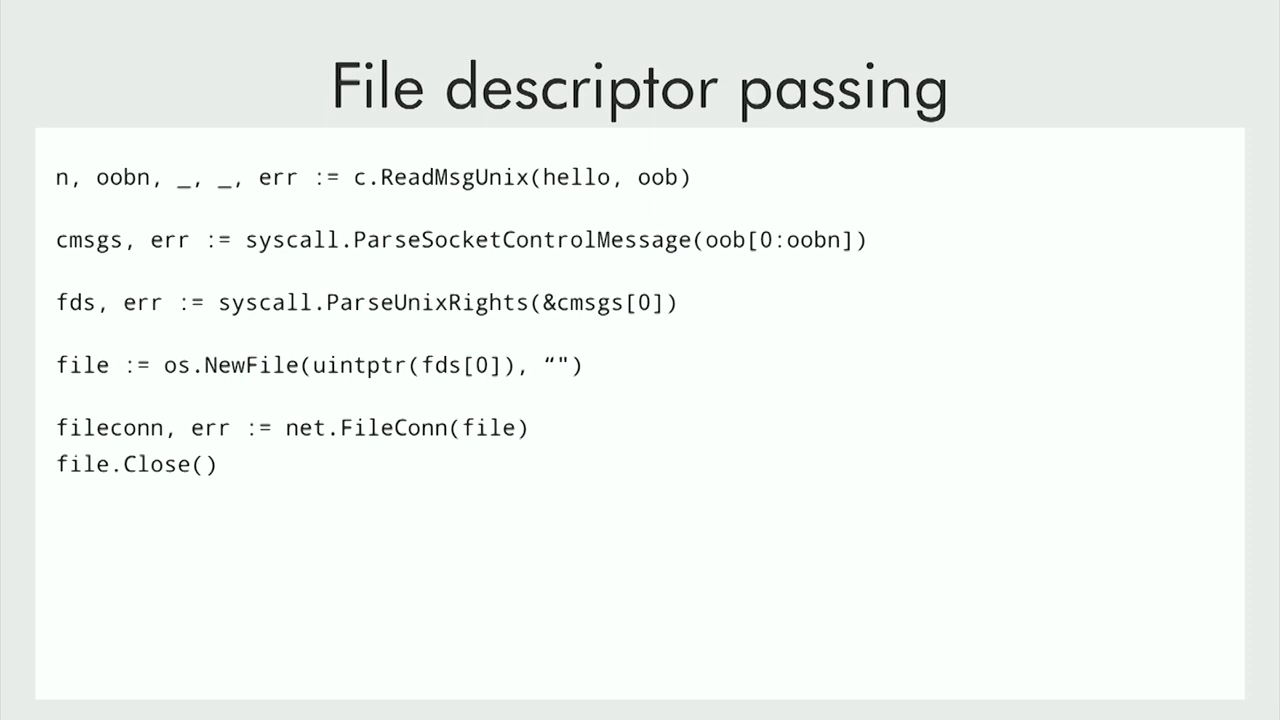 File descriptor passing
n, oobn, _, _, err := c.ReadMsgUnix(hello, oob)
cmsgs, err := syscall.ParseSocketControlMessage(oob[0:oobn])
fds, err := syscall.ParseUnixRights(&cmsgs[0])
file := os.NewFile(uintptr(fds[0]), “")
fileconn, err := net.FileConn(file)
file.Close()